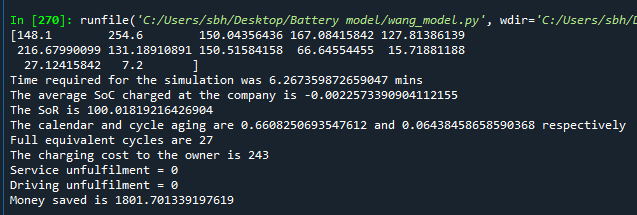 In [270]: runfile('C:/Users/sbh/Desktop/Battery model/wang_model.py', wdir='C:/Users/sbh/D
[148.1 254.6 150.04356436 167.08415842 127.81386139
216.67990099 131.18910891 150.51584158 66.64554455 15.71881188
27.12415842 7.2 ]
Time required for the simulation was 6.267359872659047 mins
The average SoC charged at the company is -0.0022573390904112155
The SoR is 100.01819216426904
The calendar and cycle aging are 0.6608250693547612 and 0.06438458658590368 respectively
Full equivalent cycles are 27
The charging cost to the owner is 243
Service unfulfilment = 0
Driving unfulfilment = 0
Money saved is 1801.701339197619